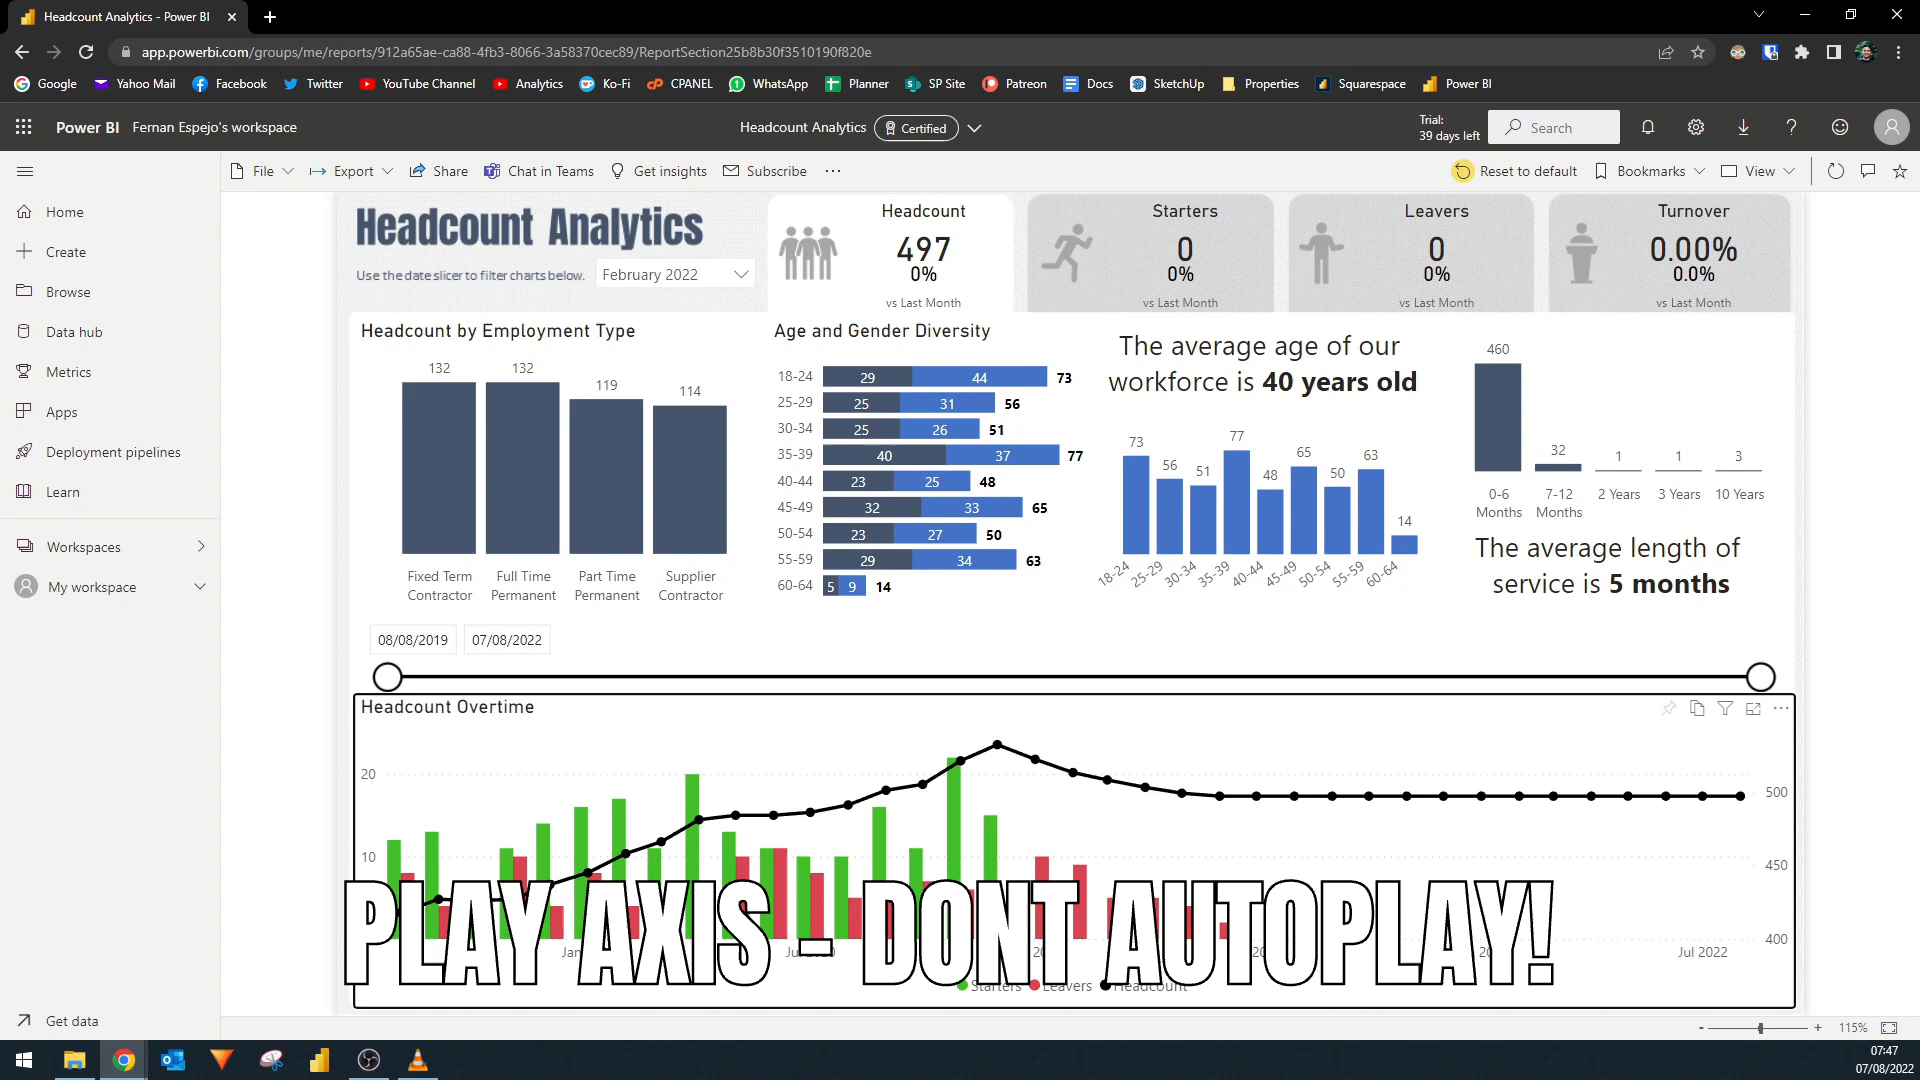 Headcount Analytics - Power BI
app.powerbi.com/groups/me/reports/912a65ae-ca88-4fb3-8066-3a58370cec89/ReportSection25b8b30f3510190f820e
Google Yahoo Mail Facebook Twitter YouTube Channel Analytics Ko-Fi CPANEL WhatsApp Planner SP Site Patreon Docs SketchUp Properties Squarespace Power BI
Power BI Fernan Espejo's workspace
Headcount Analytics Certified
Trial:
39 days left
Search
File Export Share Chat in Teams Get insights Subscribe
Reset to default Bookmarks View
Home
Create
Browse
Data hub
Metrics
Apps
Deployment pipelines
Learn
Workspaces
My workspace
Get data
Headcount Analytics
Use the date slicer to filter charts below.
February 2022
Headcount
497
0%
vs Last Month
Starters
0
0%
vs Last Month
Leavers
0
0%
vs Last Month
Turnover
0.00%
0.0%
vs Last Month
Headcount by Employment Type
132 132 119 114
Fixed Term Contractor
Full Time Permanent
Part Time Permanent
Supplier Contractor
Age and Gender Diversity
18-24 29 44 73
25-29 25 31 56
30-34 25 26 51
35-39 40 37 77
40-44 23 25 48
45-49 32 33 65
50-54 23 27 50
55-59 29 34 63
60-64 5 9 14
The average age of our
workforce is 40 years old
73 56 51 77 48 65 50 63 14
18-24 25-29 30-34 35-39 40-44 45-49 50-54 55-59 60-64
460 32 1 1 3
0-6 Months
7-12 Months
2 Years
3 Years
10 Years
The average length of
service is 5 months
08/08/2019 07/08/2022
Headcount Overtime
20
10
500
450
400
Jul 2022
Starters Leavers Headcount
PLAY AXIS - DONT AUTOPLAY!
- + 115%
07:47
07/08/2022